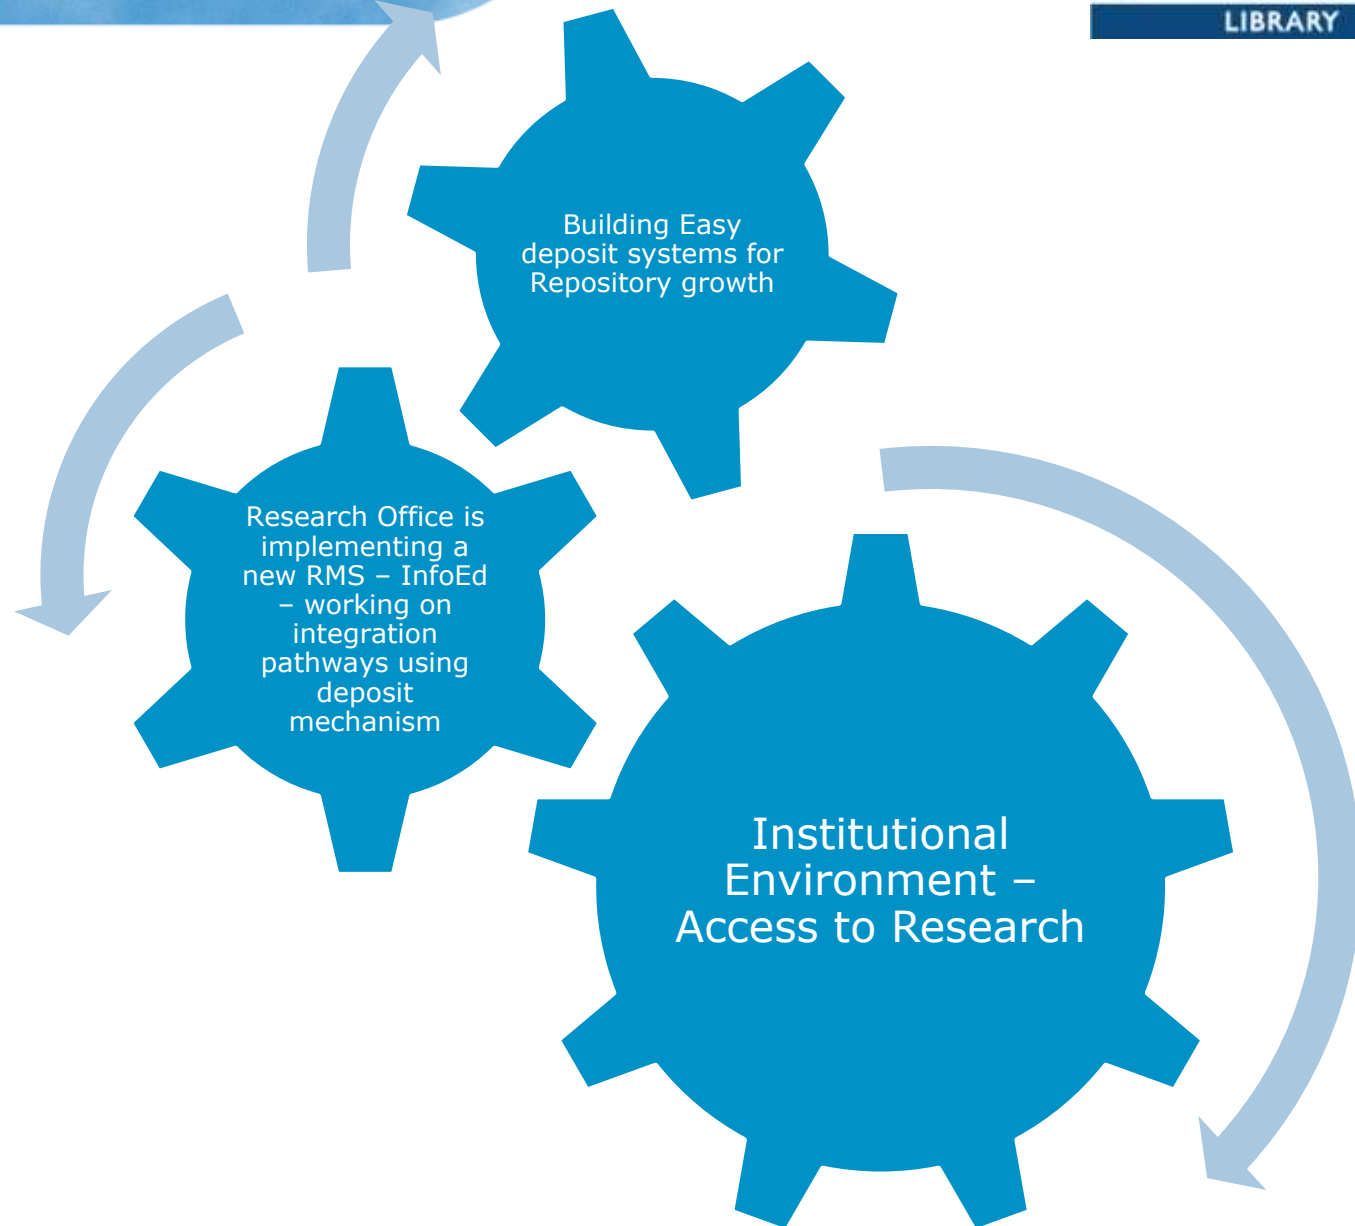 LIBRARY
Building Easy
deposit systems for
Repository growth
Research Office is
implementing a
new RMS – InfoEd
– working on
integration
pathways using
deposit
mechanism
Institutional
Environment –
Access to Research